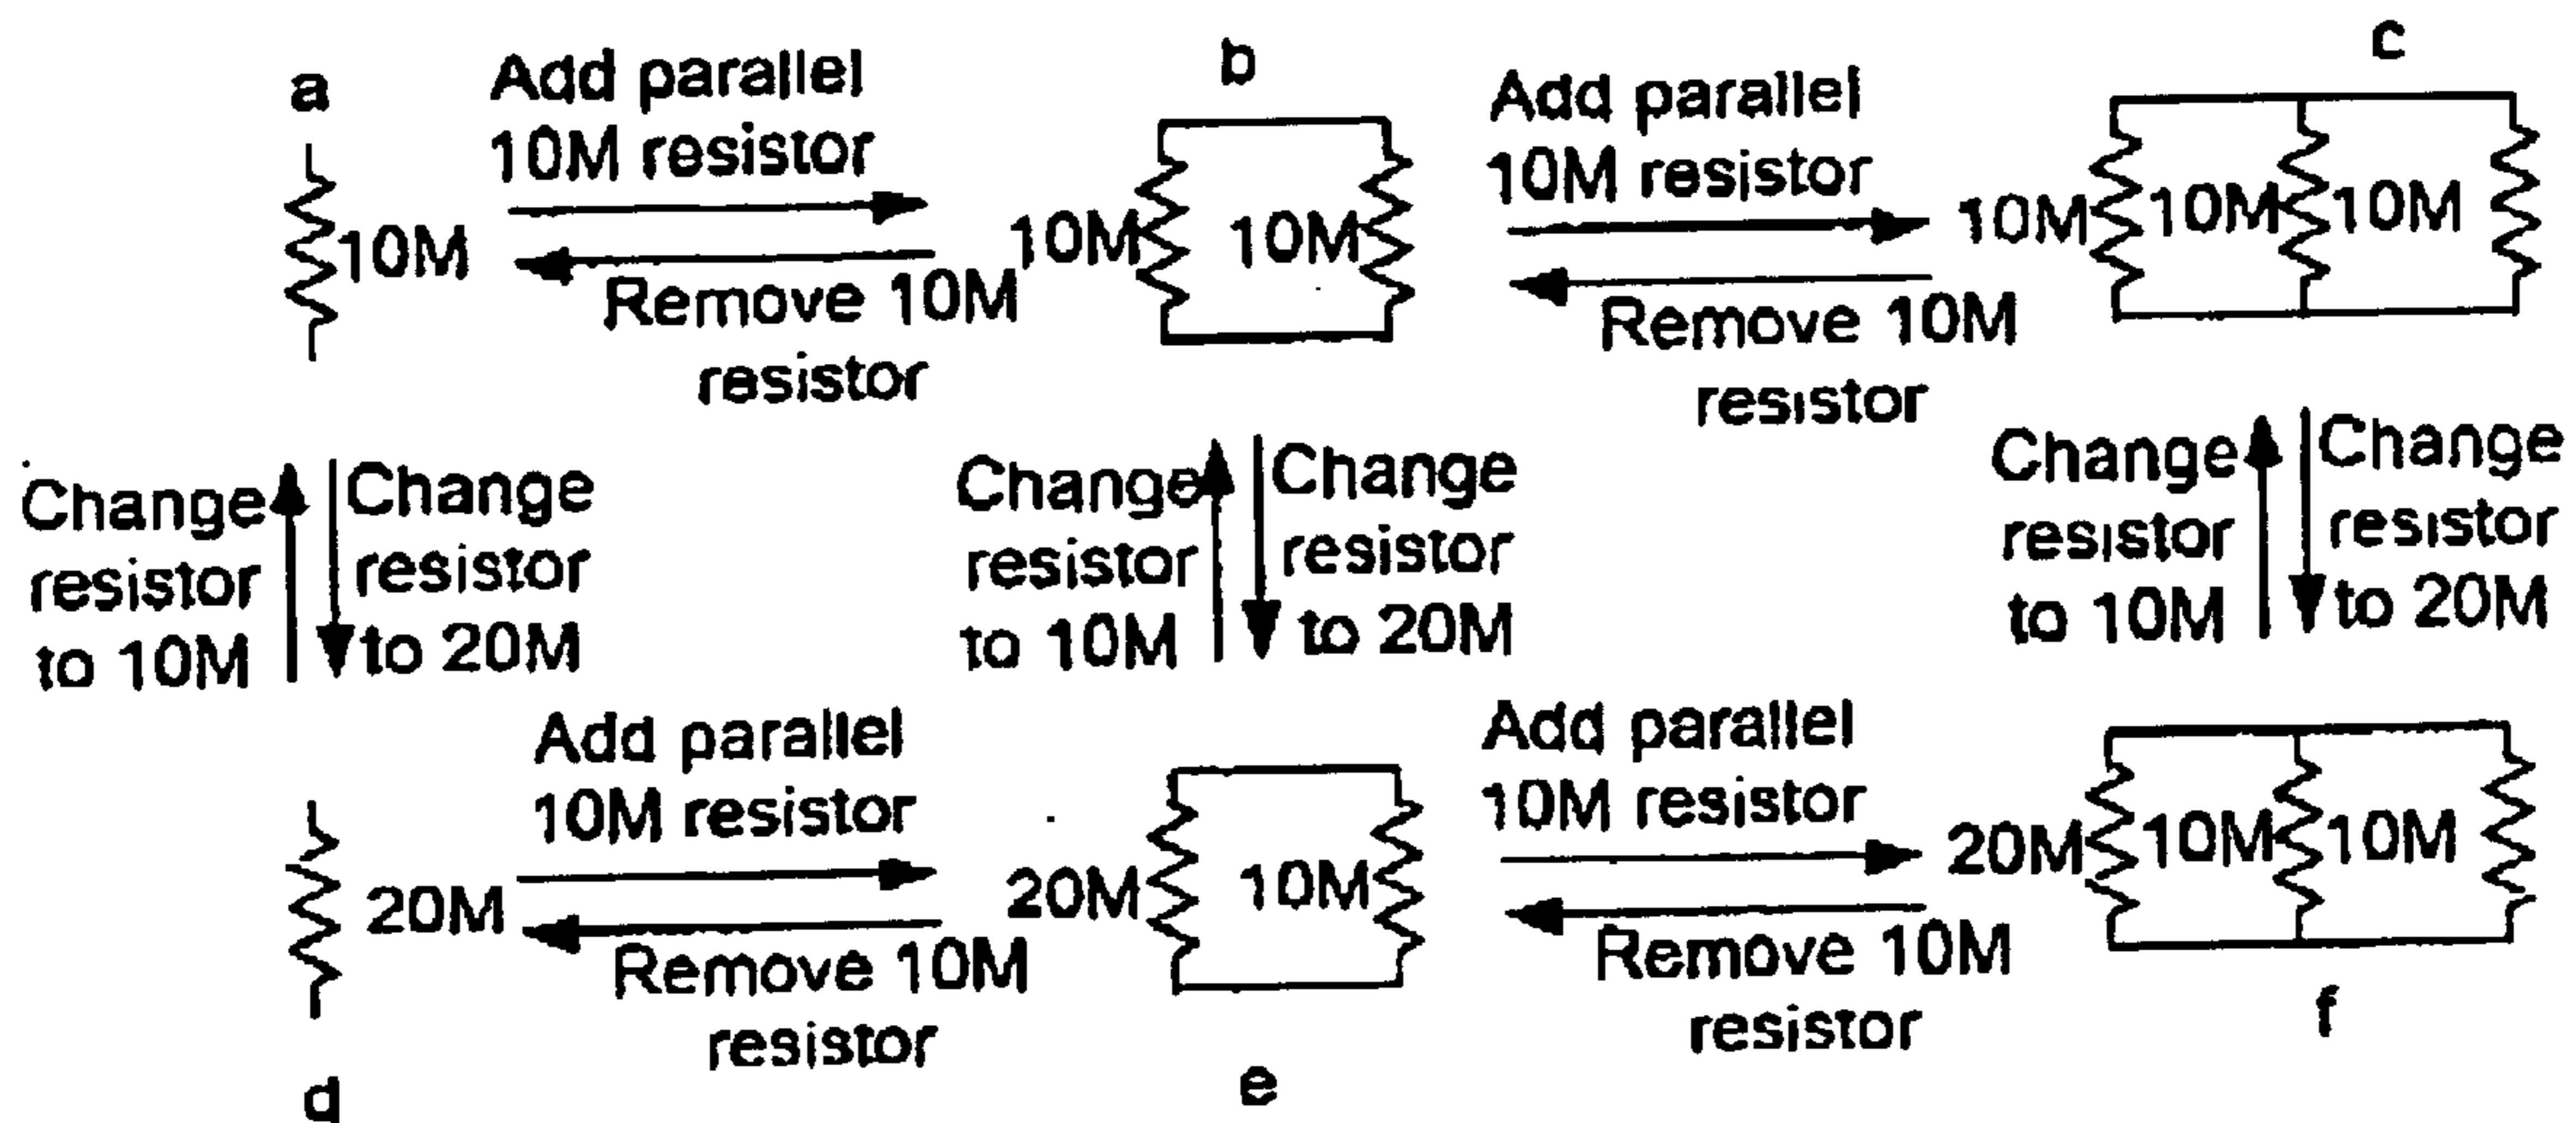 a
Add parallel
10M resistor
b
Add parallel
10M resistor
c
10M
Remove 10M
resistor
10M
10M
Remove 10M
resistor
10M
10M
10M
Change
resistor
to 10M
Change
resistor
to 20M
Change
resistor
to 10M
Change
resistor
to 20M
Change
resistor
to 10M
Change
resistor
to 20M
Add parallel
10M resistor
Add parallel
10M resistor
20M
Remove 10M
resistor
20M
10M
Remove 10M
resistor
20M
10M
10M
d
e
f